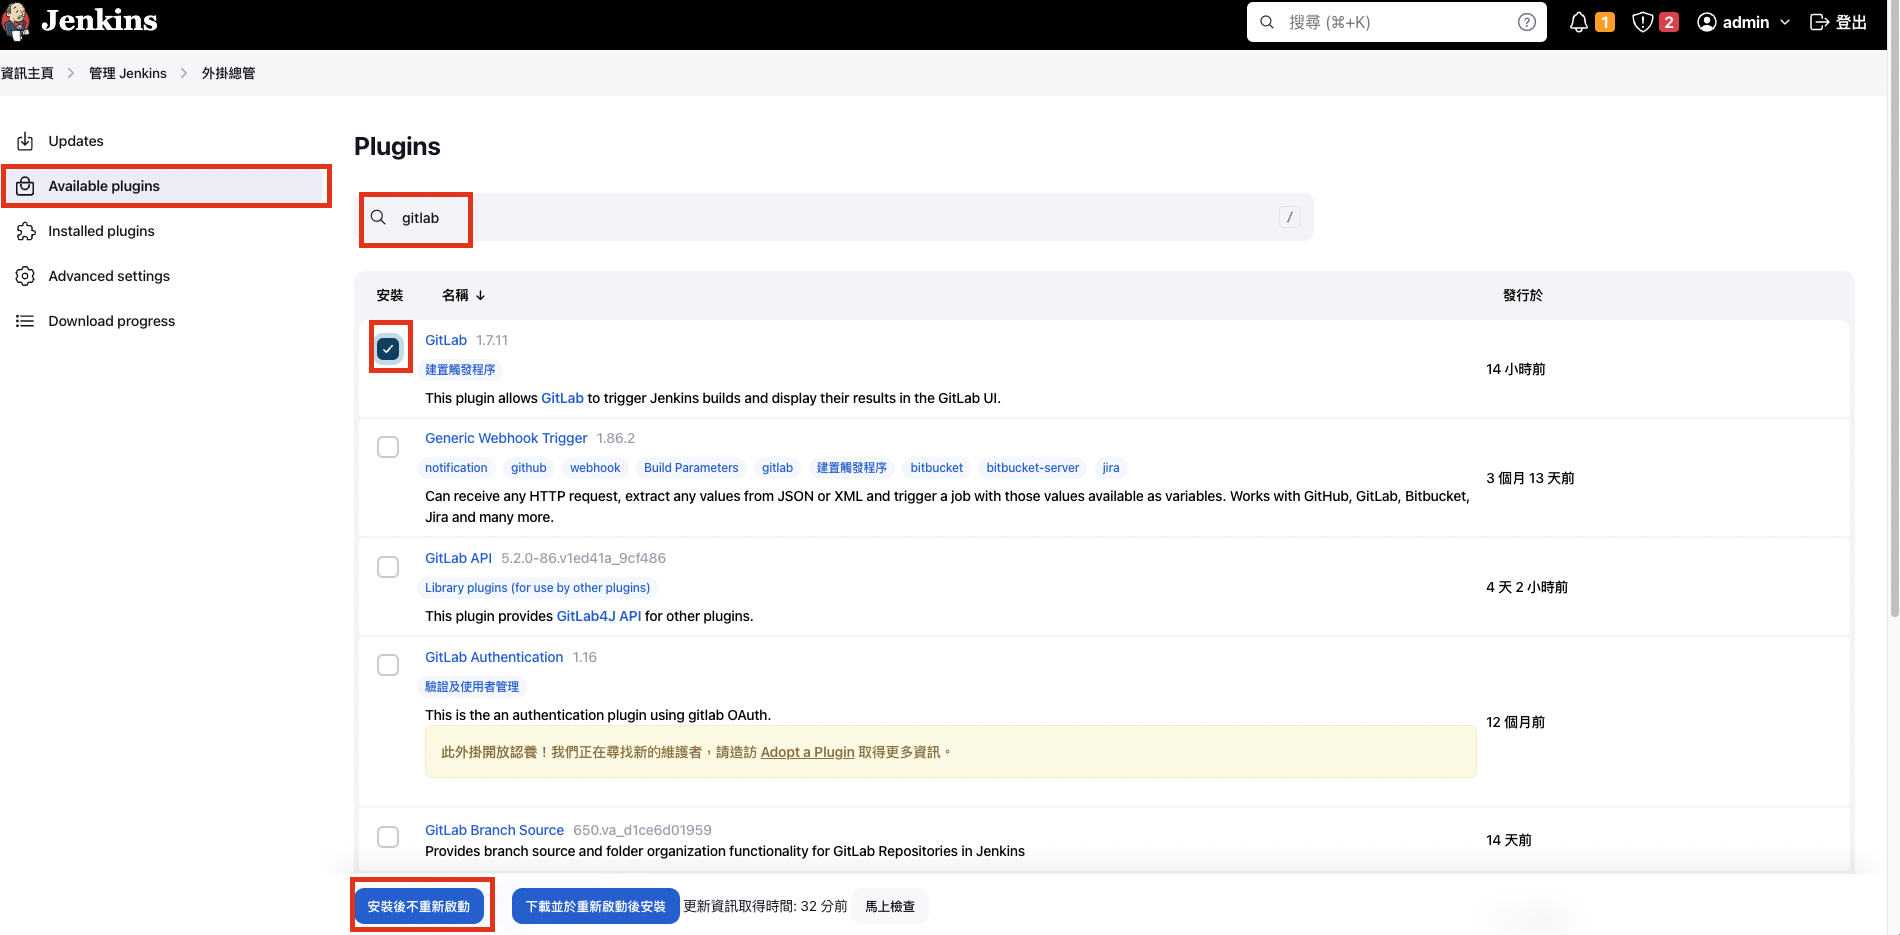 Jenkins
搜尋 (⌘+K)
1
2
admin
登出
資訊主頁
管理 Jenkins
外掛總管
Updates
Available plugins
Installed plugins
Advanced settings
Download progress
Plugins
gitlab
/
安裝 名稱 ↓ 發行於
GitLab 1.7.11
建置觸發程序
This plugin allows GitLab to trigger Jenkins builds and display their results in the GitLab UI.
14 小時前
Generic Webhook Trigger 1.86.2
notification github webhook Build Parameters gitlab 建置觸發程序 bitbucket bitbucket-server jira
Can receive any HTTP request, extract any values from JSON or XML and trigger a job with those values available as variables. Works with GitHub, GitLab, Bitbucket,
Jira and many more.
3 個月 13 天前
GitLab API 5.2.0-86.v1ed41a_9cf486
Library plugins (for use by other plugins)
This plugin provides GitLab4J API for other plugins.
4 天 2 小時前
GitLab Authentication 1.16
驗證及使用者管理
This is the an authentication plugin using gitlab OAuth.
此外掛開放認養！我們正在尋找新的維護者，請造訪 Adopt a Plugin 取得更多資訊。
12 個月前
GitLab Branch Source 650.va_d1ce6d01959
Provides branch source and folder organization functionality for GitLab Repositories in Jenkins
14 天前
安裝後不重新啟動 下載並於重新啟動後安裝 更新資訊取得時間: 32 分前 馬上檢查